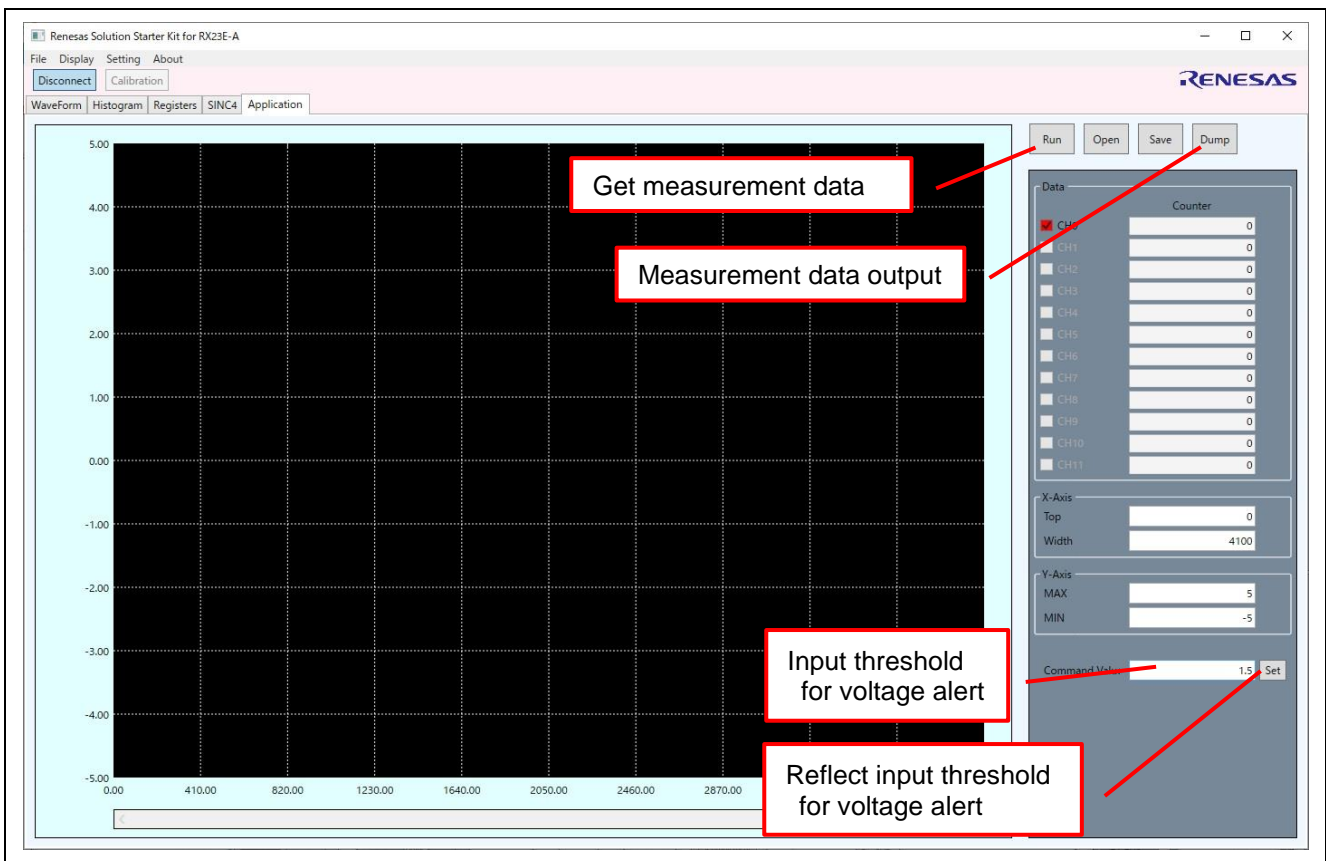 Renesas Solution Starter Kit for RX23E-A
File Display Setting About
Disconnect Calibration
RENESAS
WaveForm Histogram Registers SINC4 Application
Run Open Save Dump
5.00
4.00
3.00
2.00
1.00
0.00
-1.00
-2.00
-3.00
-4.00
-5.00
0.00 410.00 820.00 1230.00 1640.00 2050.00 2460.00 2870.00
Get measurement data
Measurement data output
Input threshold
for voltage alert
Reflect input threshold
for voltage alert
Data
Counter
CH0 0
CH1 0
CH2 0
CH3 0
CH4 0
CH5 0
CH6 0
CH7 0
CH8 0
CH9 0
CH10 0
CH11 0
X-Axis
Top 0
Width 4100
Y-Axis
MAX 5
MIN -5
Command Value 1.5 Set